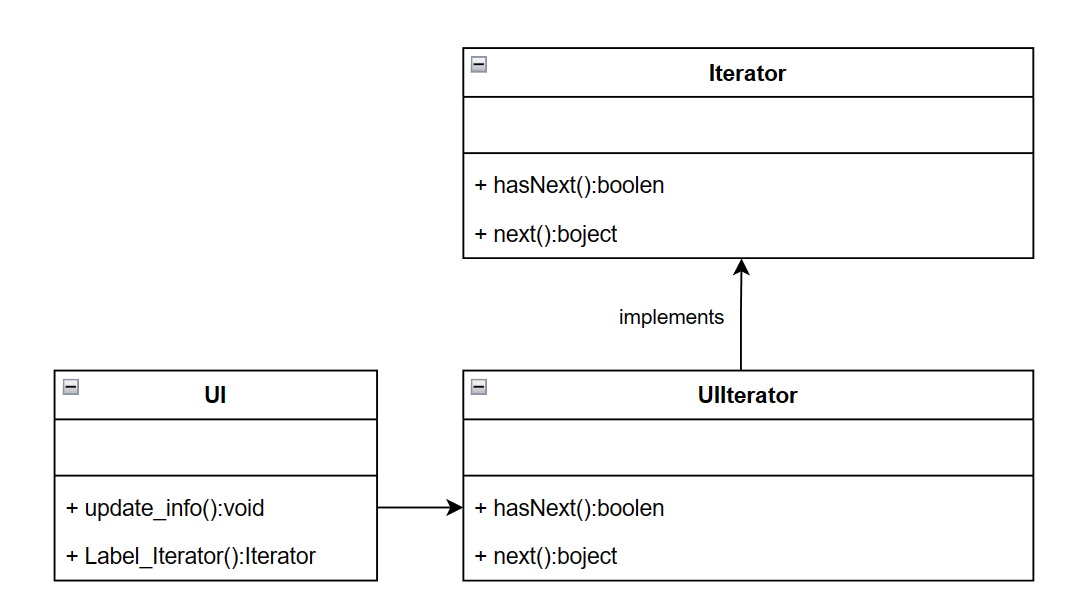 Iterator
+ hasNext():boolen
+ next():boject
implements
UI
+ update_info():void
+ Label_Iterator():Iterator
UIIterator
+ hasNext():boolen
+ next():boject